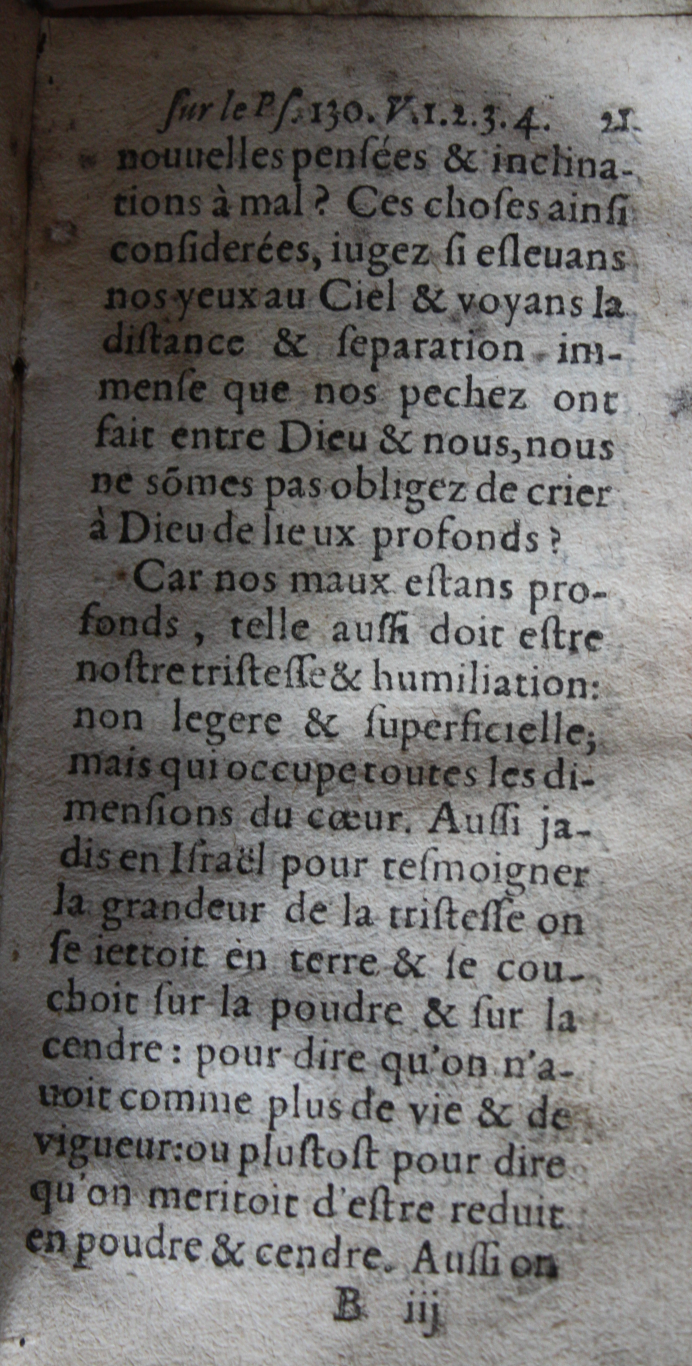 ſur le Pſ. 130. V. 1. 2. 3. 4. 21.
nouuelles penſées & inclina-
tions à mal ? Ces choſes ainſi
conſiderées, iugez ſi eſleuans
nos yeux au Ciel & voyans la
diſtance & ſeparation im-
menſe que nos pechez ont
fait entre Dieu & nous, nous
ne sõmes pas obligez de crier
à Dieu de lieux profonds ?
Car nos maux eſtans pro-
fonds , telle auſſi doit eſtre
noſtre triſteſſe & humiliation:
non legere & ſuperficielle;
mais qui occupe toutes les di-
menſions du cœur. Auſſi ja-
dis en Iſraël pour teſmoigner
la grandeur de la triſteſſe on
ſe iettoit en terre & ſe cou-
choit ſur la poudre & ſur la
cendre : pour dire qu'on n'a-
uoit comme plus de vie & de
vigueur: ou pluſtoſt pour dire
qu'on meritoit d'eſtre reduit
en poudre & cendre. Auſſi on
B iij